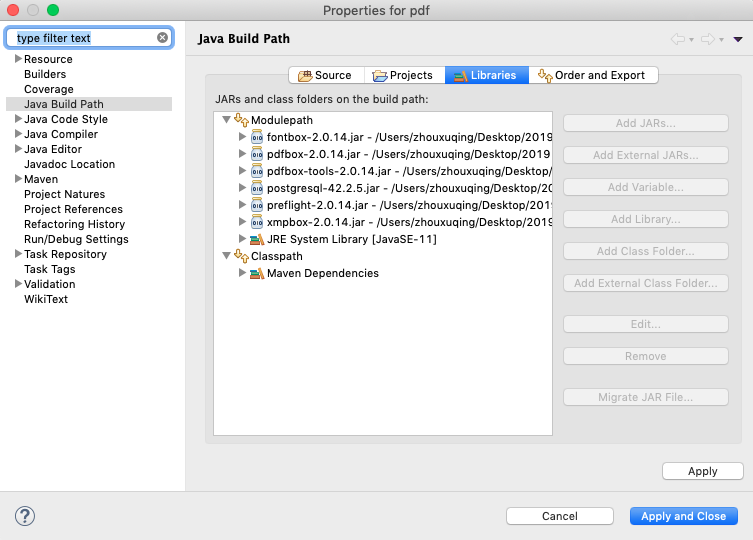 Properties for pdf
type filter text
Resource
Builders
Coverage
Java Build Path
Java Code Style
Java Compiler
Java Editor
Javadoc Location
Maven
Project Natures
Project References
Refactoring History
Run/Debug Settings
Task Repository
Task Tags
Validation
WikiText
Java Build Path
Source
Projects
Libraries
Order and Export
JARs and class folders on the build path:
Modulepath
fontbox-2.0.14.jar - /Users/zhouxuqing/Desktop/2019
pdfbox-2.0.14.jar - /Users/zhouxuqing/Desktop/2019
pdfbox-tools-2.0.14.jar - /Users/zhouxuqing/Desktop
postgresql-42.2.5.jar - /Users/zhouxuqing/Desktop/20
preflight-2.0.14.jar - /Users/zhouxuqing/Desktop/201
xmpbox-2.0.14.jar - /Users/zhouxuqing/Desktop/2019
JRE System Library [JavaSE-11]
Classpath
Maven Dependencies
Add JARs...
Add External JARs...
Add Variable...
Add Library...
Add Class Folder...
Add External Class Folder...
Edit...
Remove
Migrate JAR File...
Apply
Cancel
Apply and Close